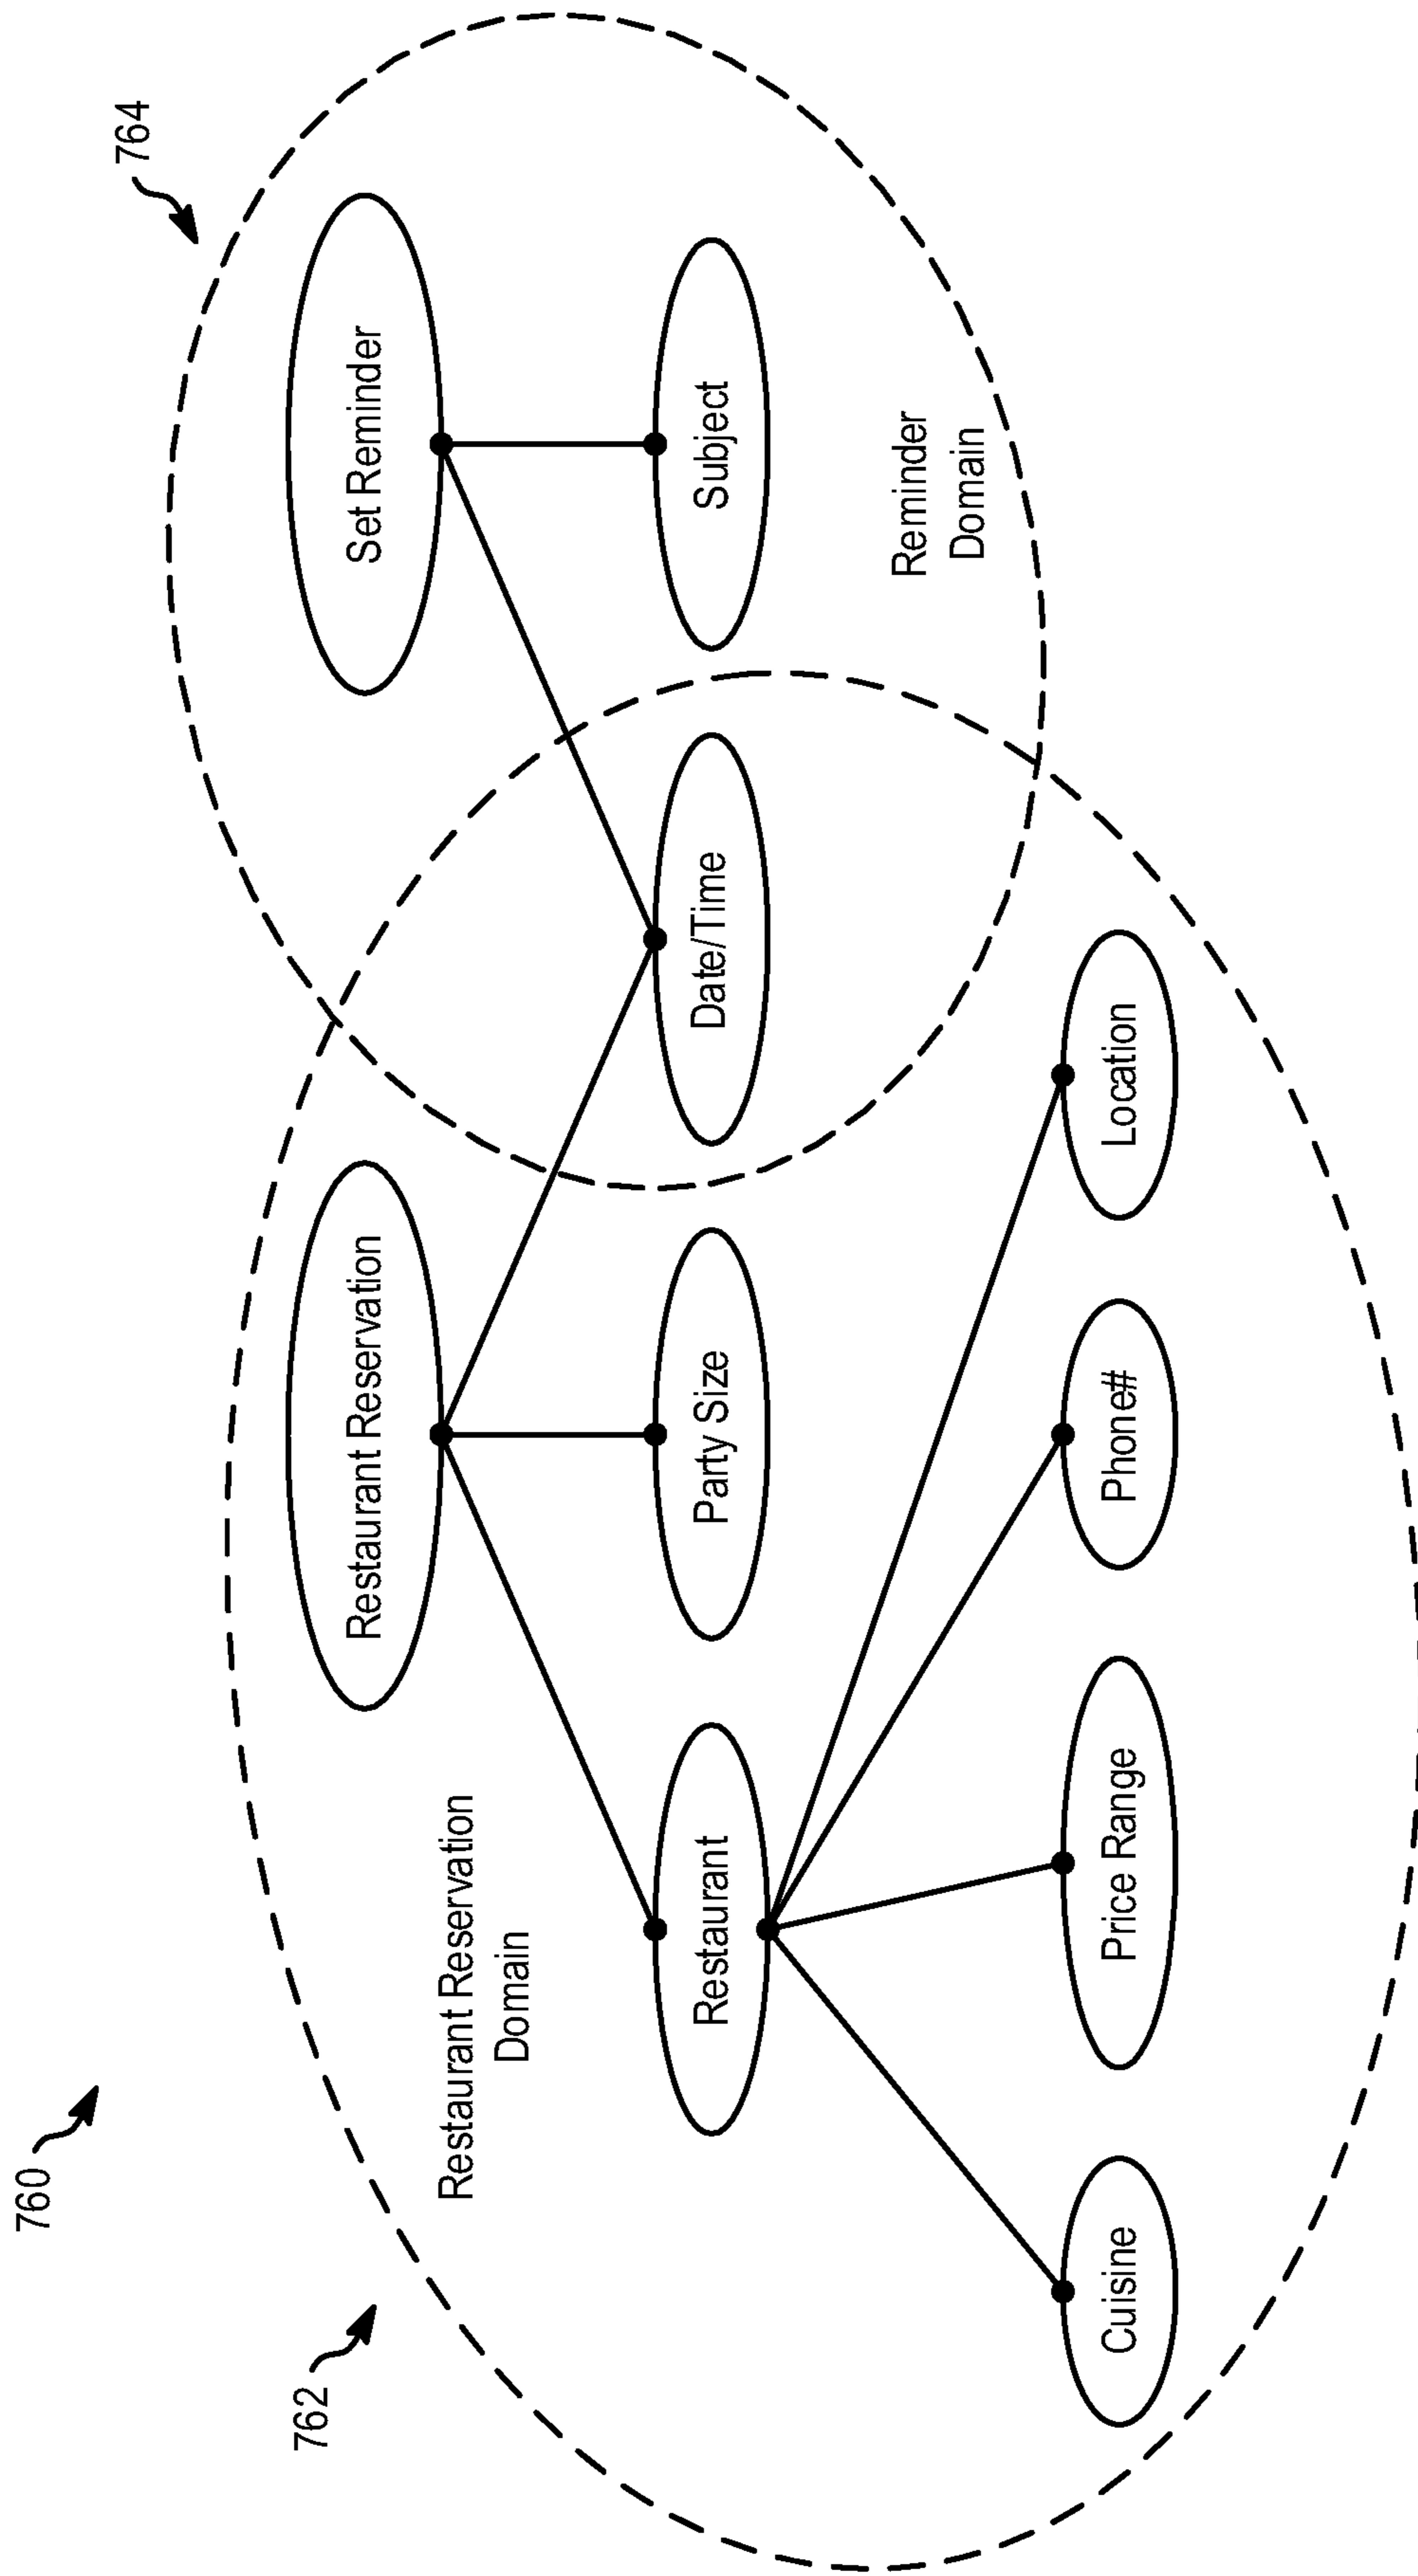 760
762
764
Restaurant Reservation
Set Reminder
Restaurant Reservation
Domain
Restaurant
Party Size
Date/Time
Subject
Reminder
Domain
Cuisine
Price Range
Phone#
Location